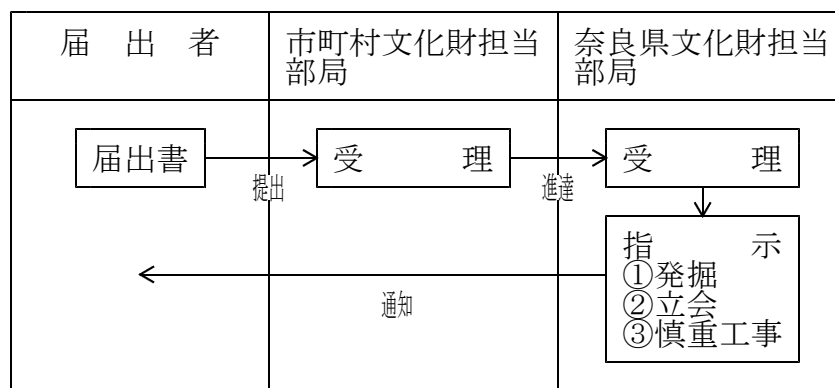 届出者
市町村文化財担当
部局
奈良県文化財担当
部局
届出書
提出
受理
進達
受理
指示
①発掘
②立会
③慎重工事
通知